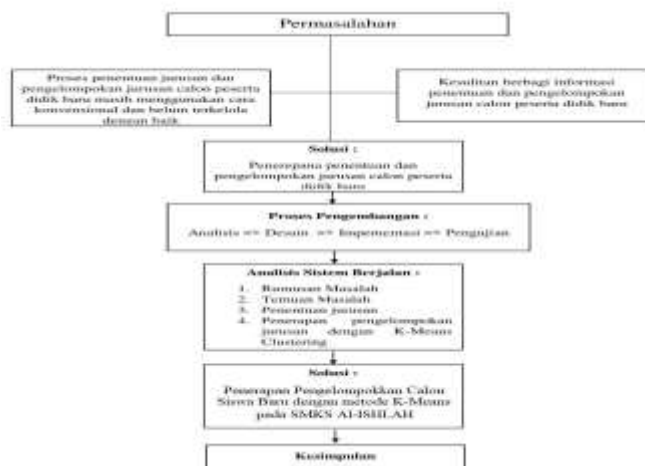 Permasalahan
Proses penentuan jurusan dan
pengelompokan jurusan calon peserta
didik baru masih menggunakan cara
konvensional dan belum terkelola
dengan baik
Kesulitan berbagi informasi
penentuan dan pengelompokan
jurusan calon peserta didik baru
Solusi :
Penerepana penentuan dan
pengelompokan jurusan calon peserta
didik baru
Proses Pengembangan :
Analisis => Desain => Impementasi => Pengujian
Analisis Sistem Berjalan :
1. Rumusan Masalah
2. Temuan Masalah
3. Penentuan jurusan
4. Penerapan pengelompokan
jurusan dengan K-Means
Clustering
Solusi :
Penerapan Pengelompokkan Calon
Siswa Baru dengan metode K-Means
pada SMKS Al-ISHLAH
Kesimpulan